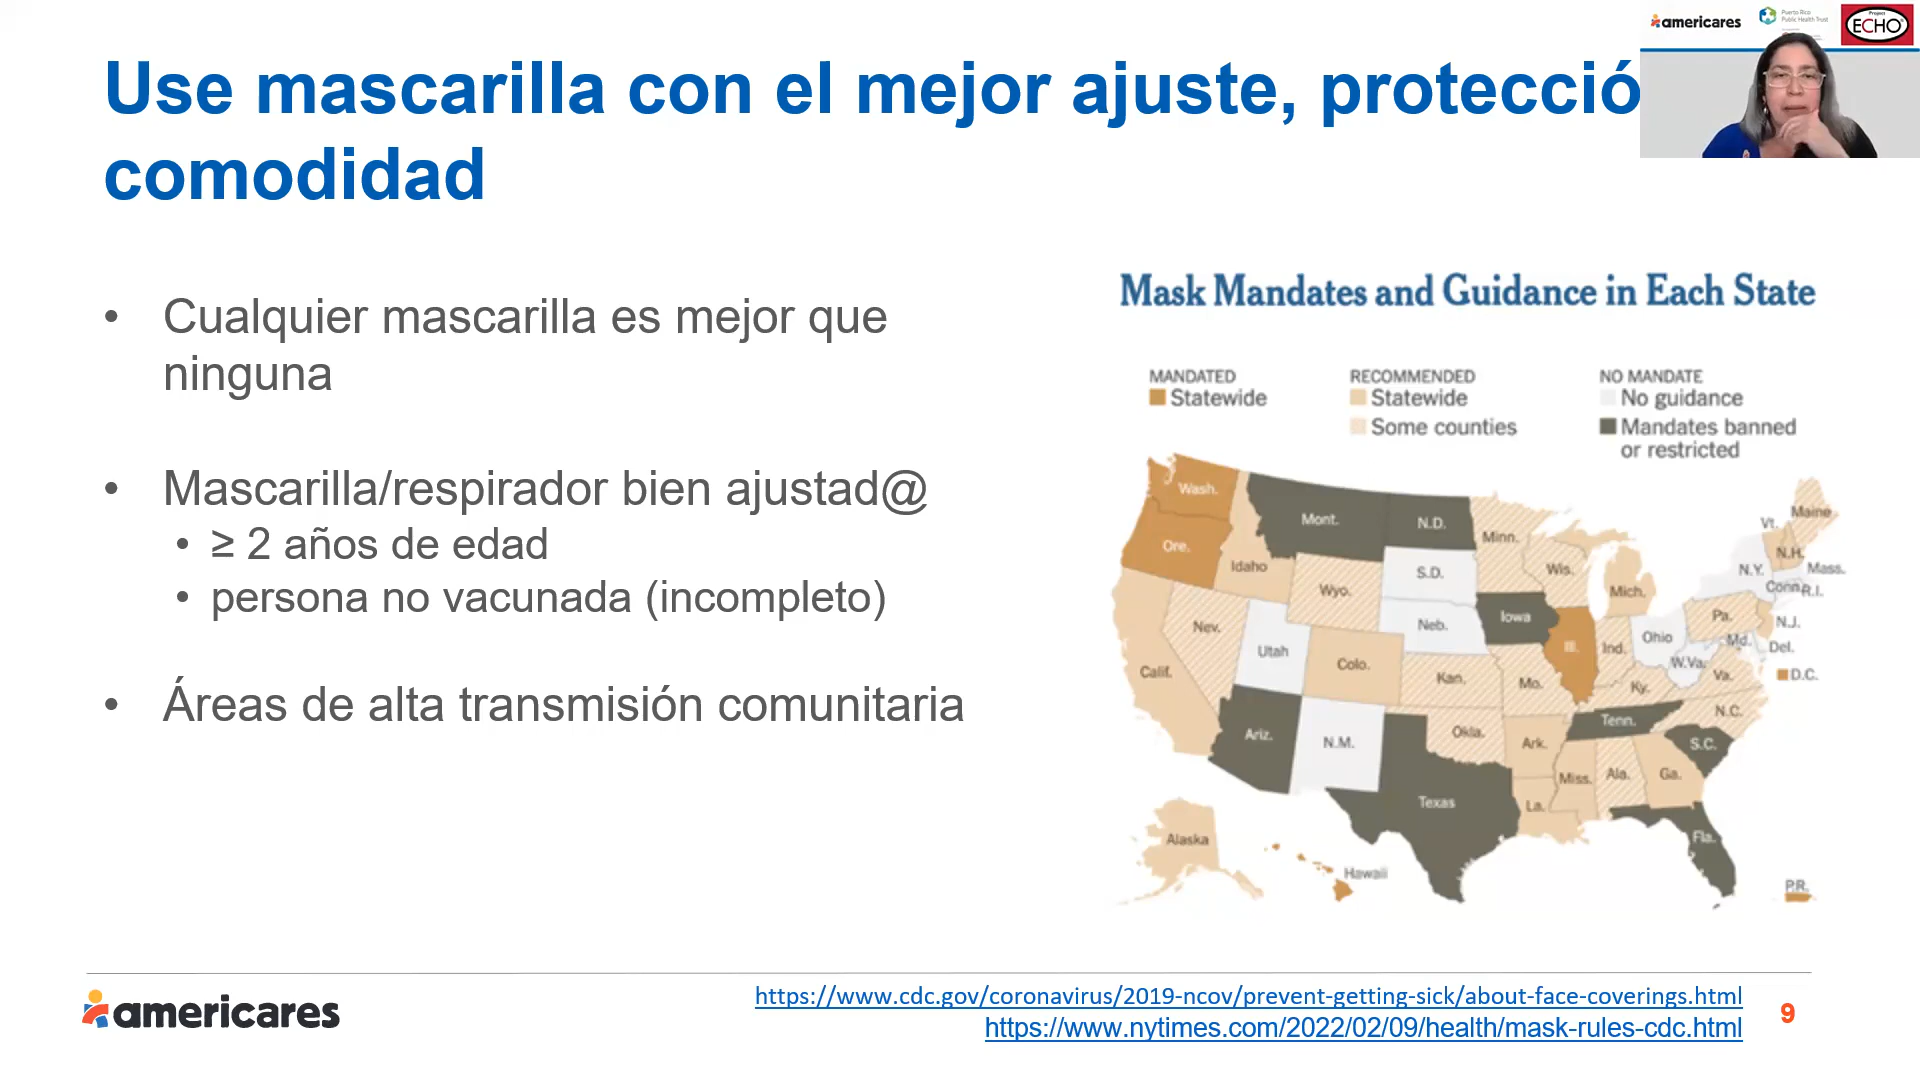 Use mascarilla con el mejor ajuste, protecció
comodidad
americares
Puerto Rico
Public Health Trust
Project
ECHO
• Cualquier mascarilla es mejor que
ninguna
• Mascarilla/respirador bien ajustad@
• ≥ 2 años de edad
• persona no vacunada (incompleto)
• Áreas de alta transmisión comunitaria
Mask Mandates and Guidance in Each State
MANDATED
Statewide
RECOMMENDED
Statewide
Some counties
NO MANDATE
No guidance
Mandates banned
or restricted
Wash.
Mont.
N.D.
Minn.
Vt.
Maine
Ore.
Idaho
S.D.
Wis.
N.H.
Wyo.
Mich.
N.Y.
Mass.
Conn.
R.I.
Nev.
Neb.
Iowa
Pa.
N.J.
Utah
Ill.
Ind.
Ohio
Md.
Del.
Calif.
Colo.
Kan.
Mo.
Ky.
W.Va.
Va.
D.C.
Ariz.
N.M.
Okla.
Ark.
Tenn.
N.C.
S.C.
Texas
La.
Miss.
Ala.
Ga.
Fla.
Alaska
Hawaii
P.R.
americares
https://www.cdc.gov/coronavirus/2019-ncov/prevent-getting-sick/about-face-coverings.html
https://www.nytimes.com/2022/02/09/health/mask-rules-cdc.html
9